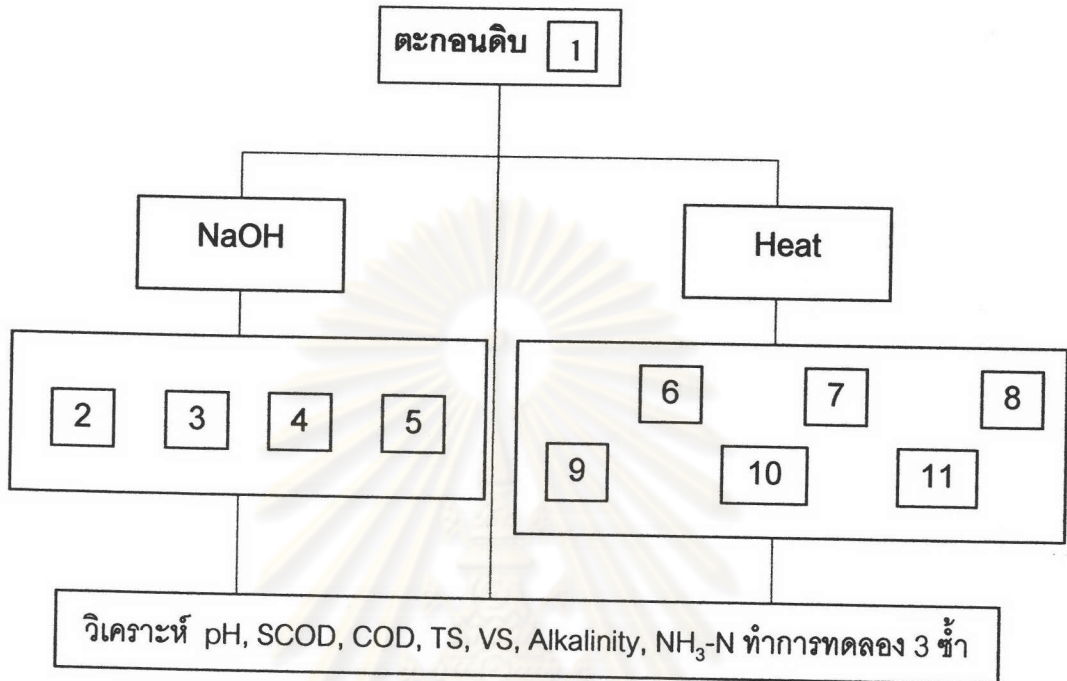 ตะกอนดิบ 1
NaOH
Heat
2 3 4 5
6 7 8
9 10 11
วิเคราะห์ pH, SCOD, COD, TS, VS, Alkalinity, NH₃-N ทำการทดลอง 3 ซ้ำ